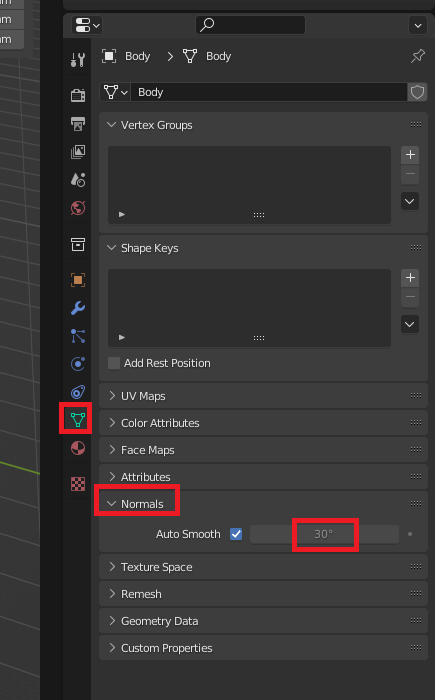 m
m
m
Body
Body
Body
Vertex Groups
Shape Keys
Add Rest Position
UV Maps
Color Attributes
Face Maps
Attributes
Normals
Auto Smooth 30°
Texture Space
Remesh
Geometry Data
Custom Properties